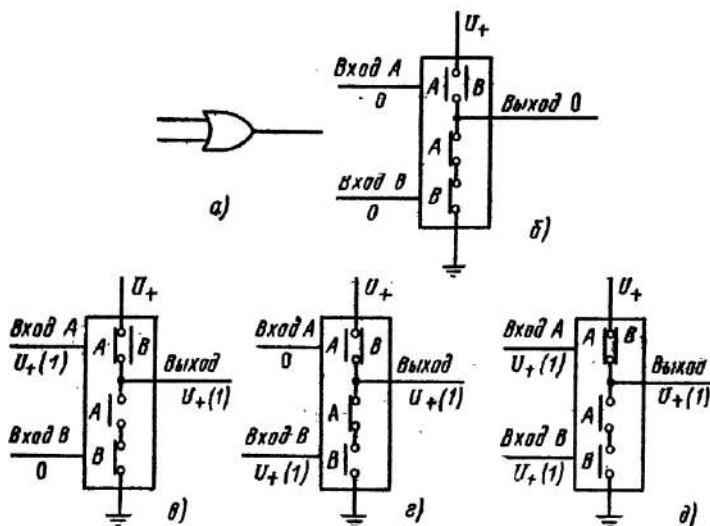 U₊
Вход A
0
A B
Выход 0
A
Вход B
0
B
а)
б)
U₊
Вход A
U₊(1)
A B
Выход
U₊(1)
A
Вход B
0
B
в)
U₊
Вход A
0
A B
Выход
U₊(1)
A
Вход B
U₊(1)
B
г)
U₊
Вход A
U₊(1)
A B
Выход
U₊(1)
A
Вход B
U₊(1)
B
д)